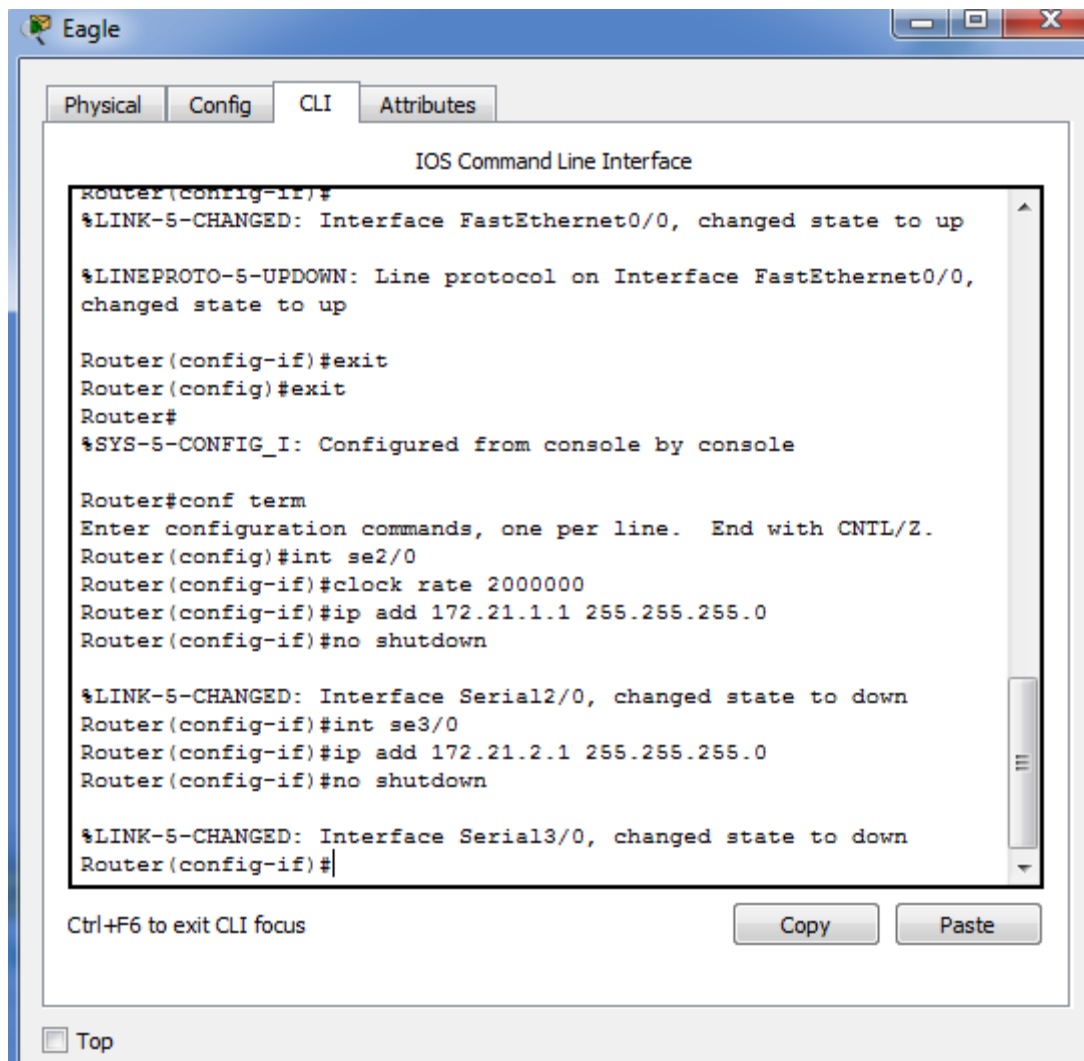 Eagle
Physical Config CLI Attributes
IOS Command Line Interface
Router(config-if)#
%LINK-5-CHANGED: Interface FastEthernet0/0, changed state to up
%LINEPROTO-5-UPDOWN: Line protocol on Interface FastEthernet0/0,
changed state to up
Router(config-if)#exit
Router(config)#exit
Router#
%SYS-5-CONFIG_I: Configured from console by console
Router#conf term
Enter configuration commands, one per line.  End with CNTL/Z.
Router(config)#int se2/0
Router(config-if)#clock rate 2000000
Router(config-if)#ip add 172.21.1.1 255.255.255.0
Router(config-if)#no shutdown
%LINK-5-CHANGED: Interface Serial2/0, changed state to down
Router(config-if)#int se3/0
Router(config-if)#ip add 172.21.2.1 255.255.255.0
Router(config-if)#no shutdown
%LINK-5-CHANGED: Interface Serial3/0, changed state to down
Router(config-if)#
Ctrl+F6 to exit CLI focus Copy Paste
Top